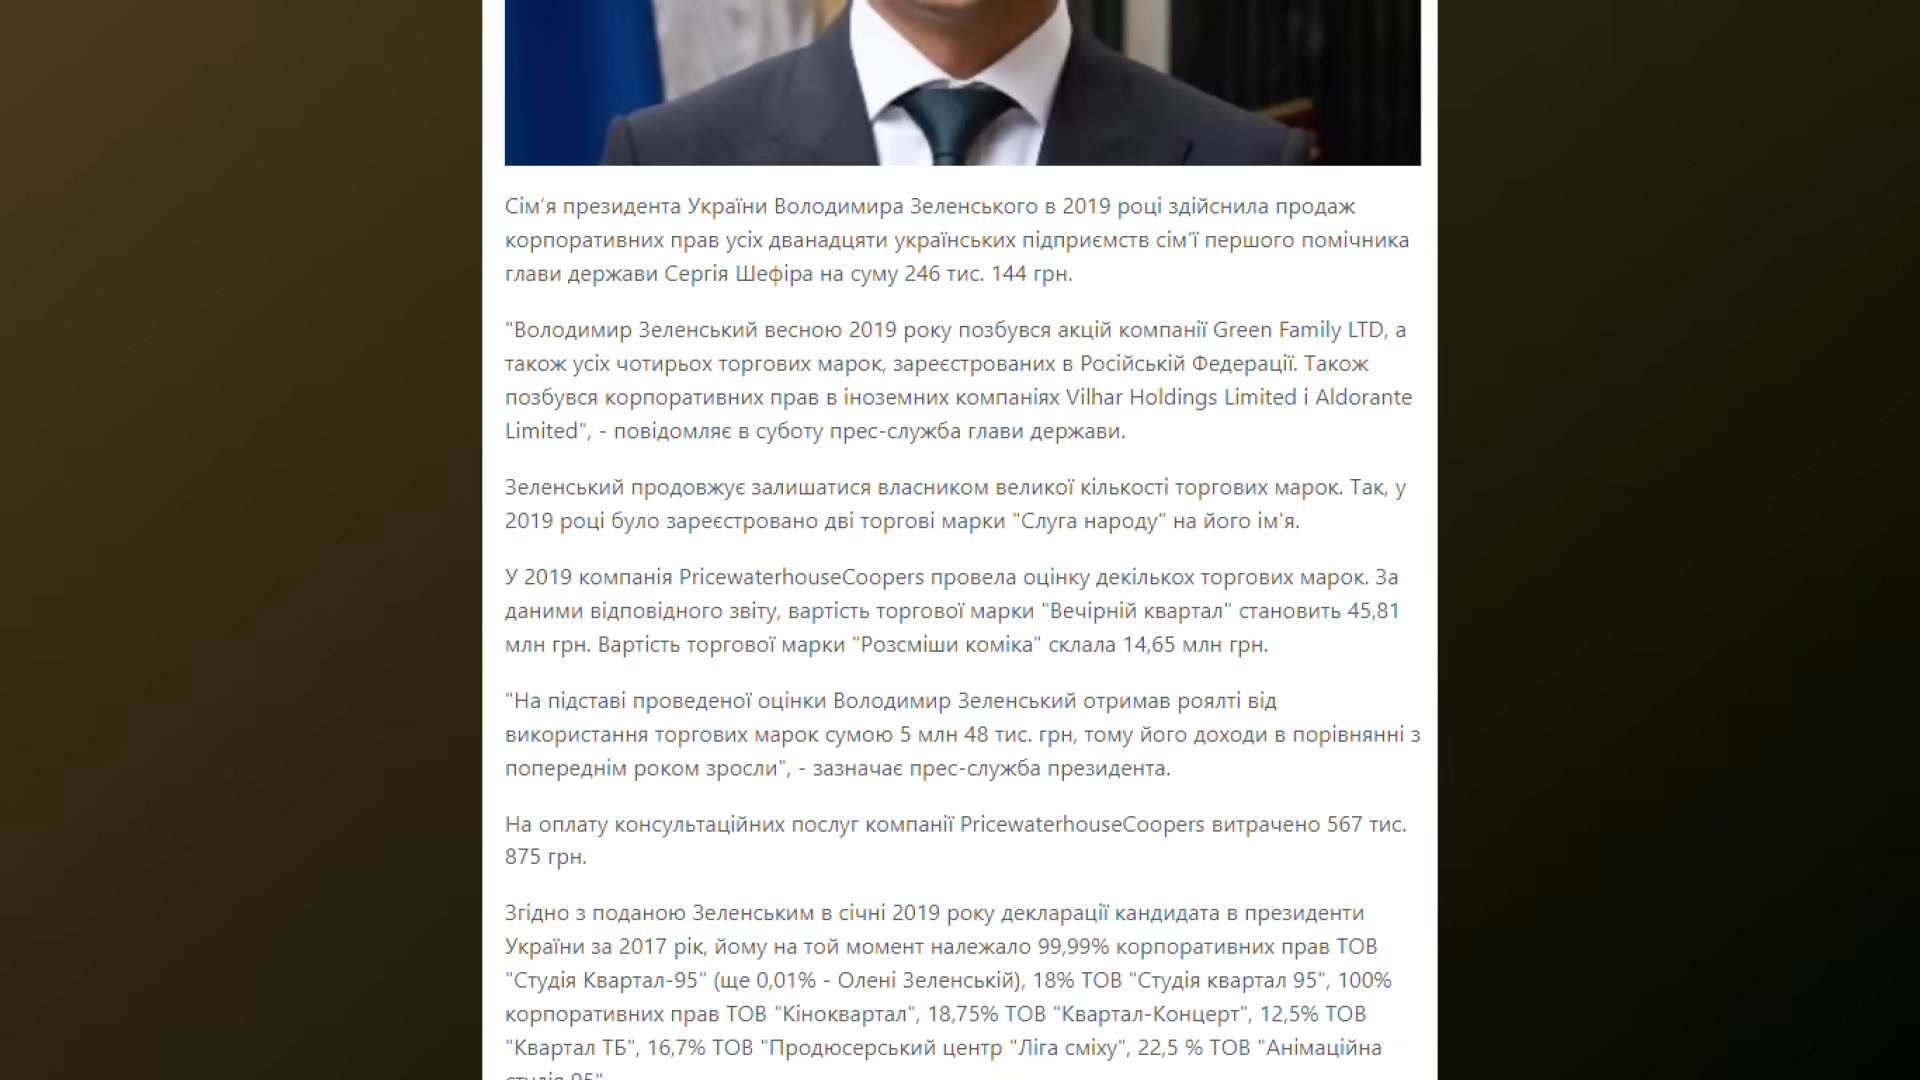 Сім'я президента України Володимира Зеленського в 2019 році здійснила продаж
корпоративних прав усіх дванадцяти українських підприємств сім'ї першого помічника
глави держави Сергія Шефіра на суму 246 тис. 144 грн.
"Володимир Зеленський весною 2019 року позбувся акцій компанії Green Family LTD, а
також усіх чотирьох торгових марок, зареєстрованих в Російській Федерації. Також
позбувся корпоративних прав в іноземних компаніях Vilhar Holdings Limited і Aldorante
Limited", - повідомляє в суботу прес-служба глави держави.
Зеленський продовжує залишатися власником великої кількості торгових марок. Так, у
2019 році було зареєстровано дві торгові марки "Слуга народу" на його ім'я.
У 2019 компанія PricewaterhouseCoopers провела оцінку декількох торгових марок. За
даними відповідного звіту, вартість торгової марки "Вечірній квартал" становить 45,81
млн грн. Вартість торгової марки "Розсміши коміка" склала 14,65 млн грн.
"На підставі проведеної оцінки Володимир Зеленський отримав роялті від
використання торгових марок сумою 5 млн 48 тис. грн, тому його доходи в порівнянні з
попереднім роком зросли", - зазначає прес-служба президента.
На оплату консультаційних послуг компанії PricewaterhouseCoopers витрачено 567 тис.
875 грн.
Згідно з поданою Зеленським в січні 2019 року декларації кандидата в президенти
України за 2017 рік, йому на той момент належало 99,99% корпоративних прав ТОВ
"Студія Квартал-95" (ще 0,01% - Олені Зеленській), 18% ТОВ "Студія квартал 95", 100%
корпоративних прав ТОВ "Кіноквартал", 18,75% ТОВ "Квартал-Концерт", 12,5% ТОВ
"Квартал ТБ", 16,7% ТОВ "Продюсерський центр "Ліга сміху", 22,5 % ТОВ "Анімаційна
студія 95"